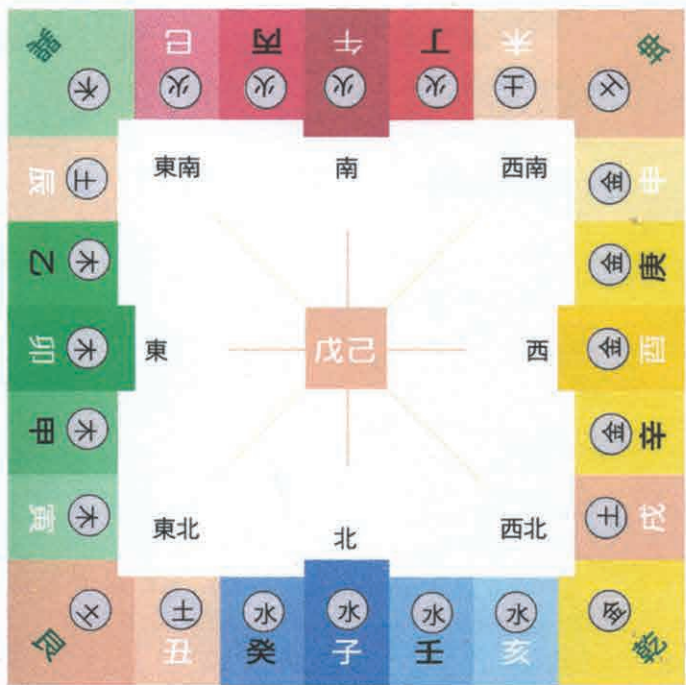 巽 巳 丙 午 丁 未 坤
木 火 火 火 火 土 土
辰 土 東南 南 西南 金 申
乙 木 金 庚
卯 木 東 戊己 西 金 酉
甲 木 金 辛
寅 木 東北 北 西北 土 戌
土 土 水 水 水 水 金
艮 丑 癸 子 壬 亥 乾